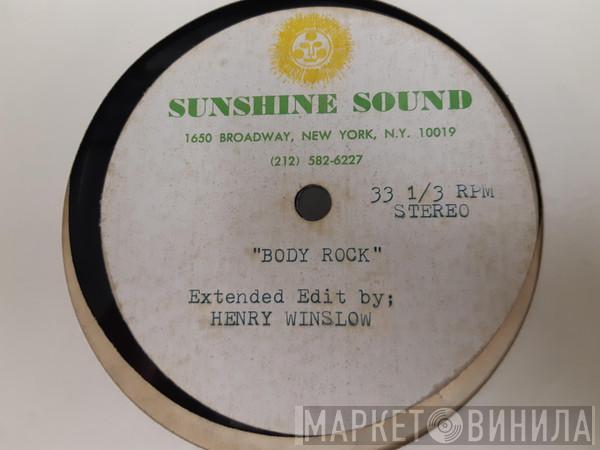 SUNSHINE SOUND
1650 BROADWAY, NEW YORK, N.Y. 10019
(212) 582-6227
33 1/3 RPM
STEREO
"BODY ROCK"
Extended Edit by;
HENRY WINSLOW
МАРКЕТ ВИНИЛА